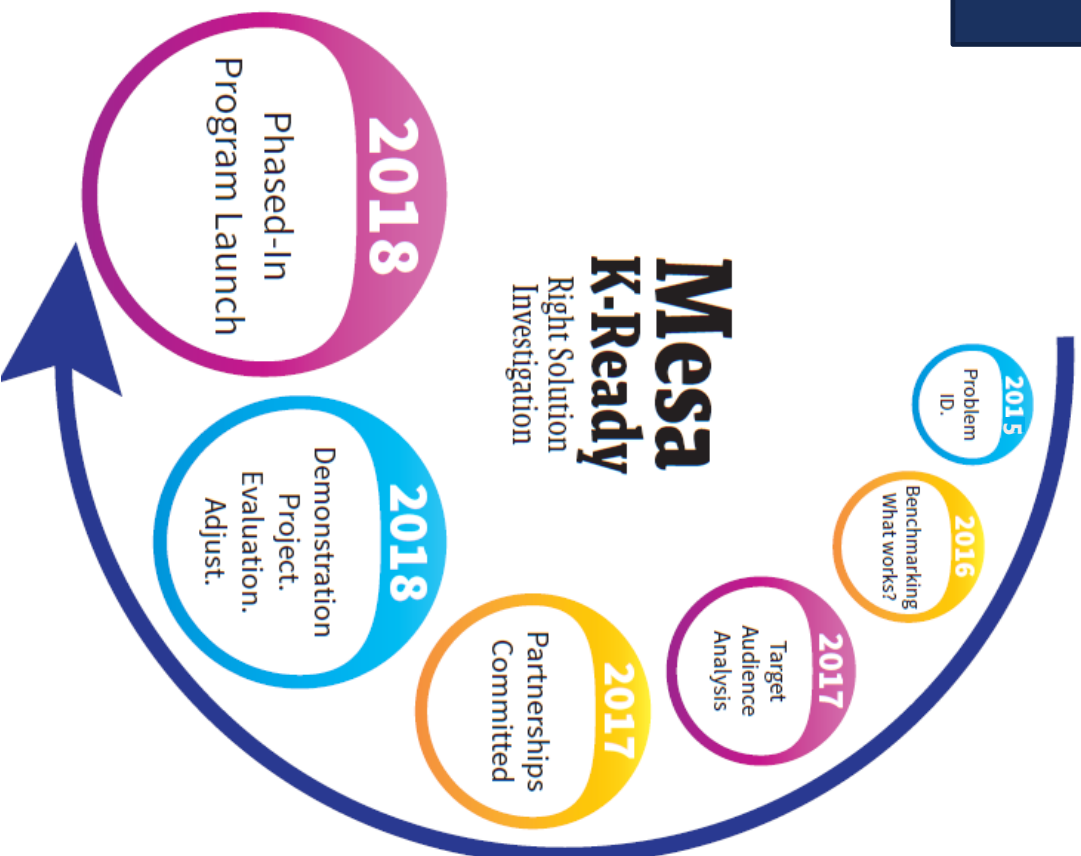 Mesa
K-Ready
Right Solution
Investigation
2015
Problem
ID.
2016
Benchmarking
What works?
2017
Target
Audience
Analysis
2017
Partnerships
Committed
2018
Demonstration
Project.
Evaluation.
Adjust.
2018
Phased-In
Program Launch